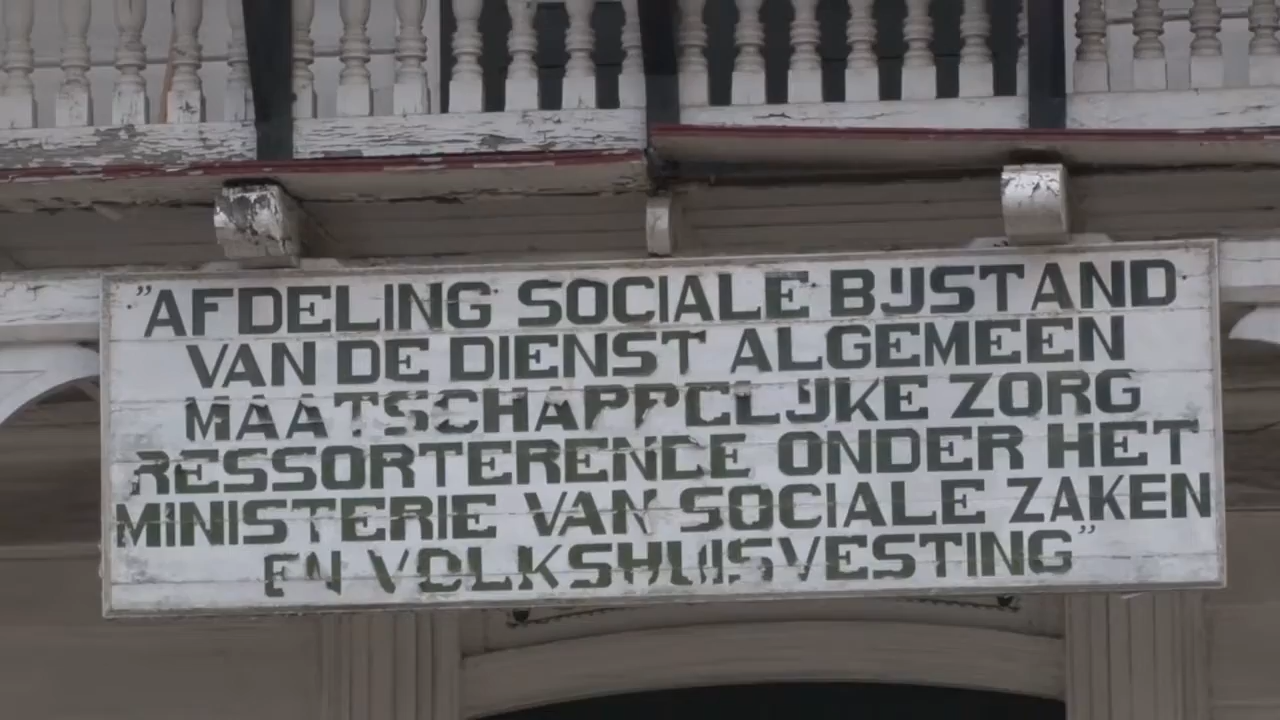 "AFDELING SOCIALE BIJSTAND
VAN DE DIENST ALGEMEEN
MAATSCHAPPELIJKE ZORG
RESSORTERENDE ONDER HET
MINISTERIE VAN SOCIALE ZAKEN
EN VOLKSHUISVESTING"